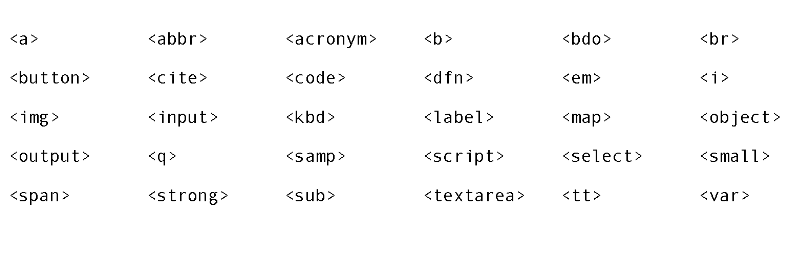 <a> <abbr> <acronym> <b> <bdo> <br>
<button> <cite> <code> <dfn> <em> <i>
<img> <input> <kbd> <label> <map> <object>
<output> <q> <samp> <script> <select> <small>
<span> <strong> <sub> <textarea> <tt> <var>